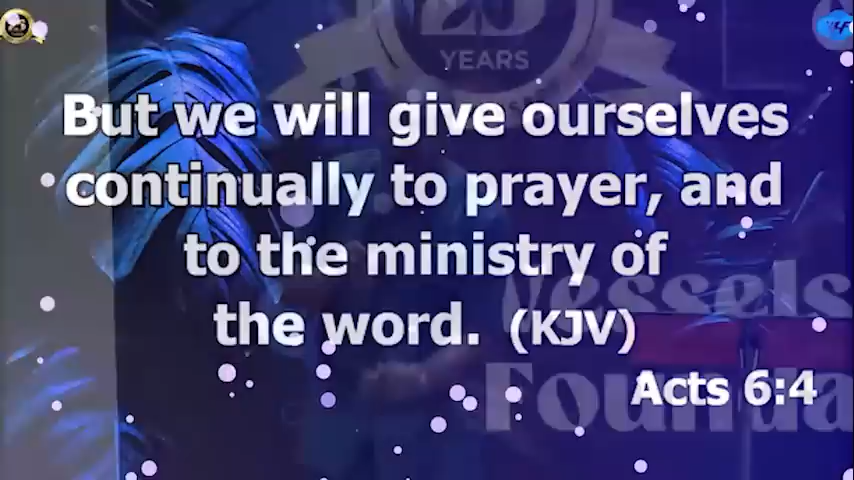 25
YEARS
But we will give ourselves
continually to prayer, and
to the ministry of
the word. (KJV)
Vessels
Acts 6:4